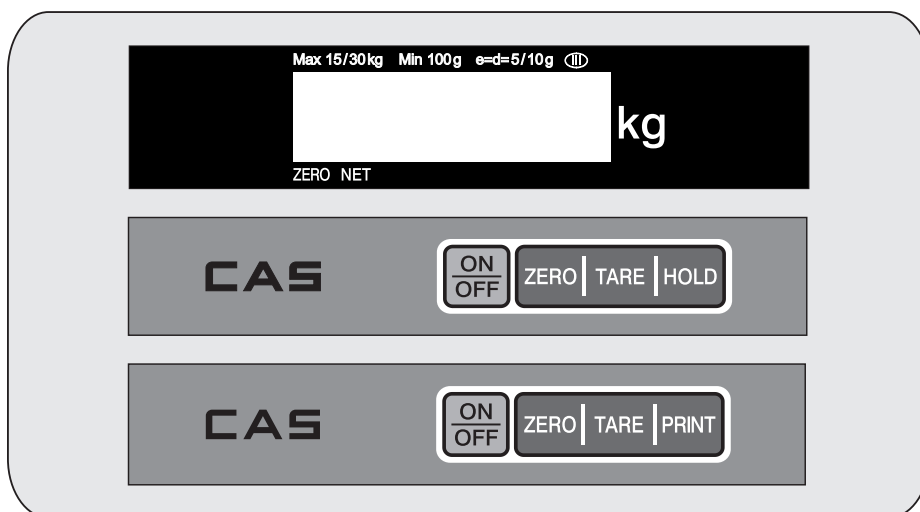 Max 15/30kg Min 100g e=d=5/10g III
kg
ZERO NET
CAS ON OFF ZERO TARE HOLD
CAS ON OFF ZERO TARE PRINT